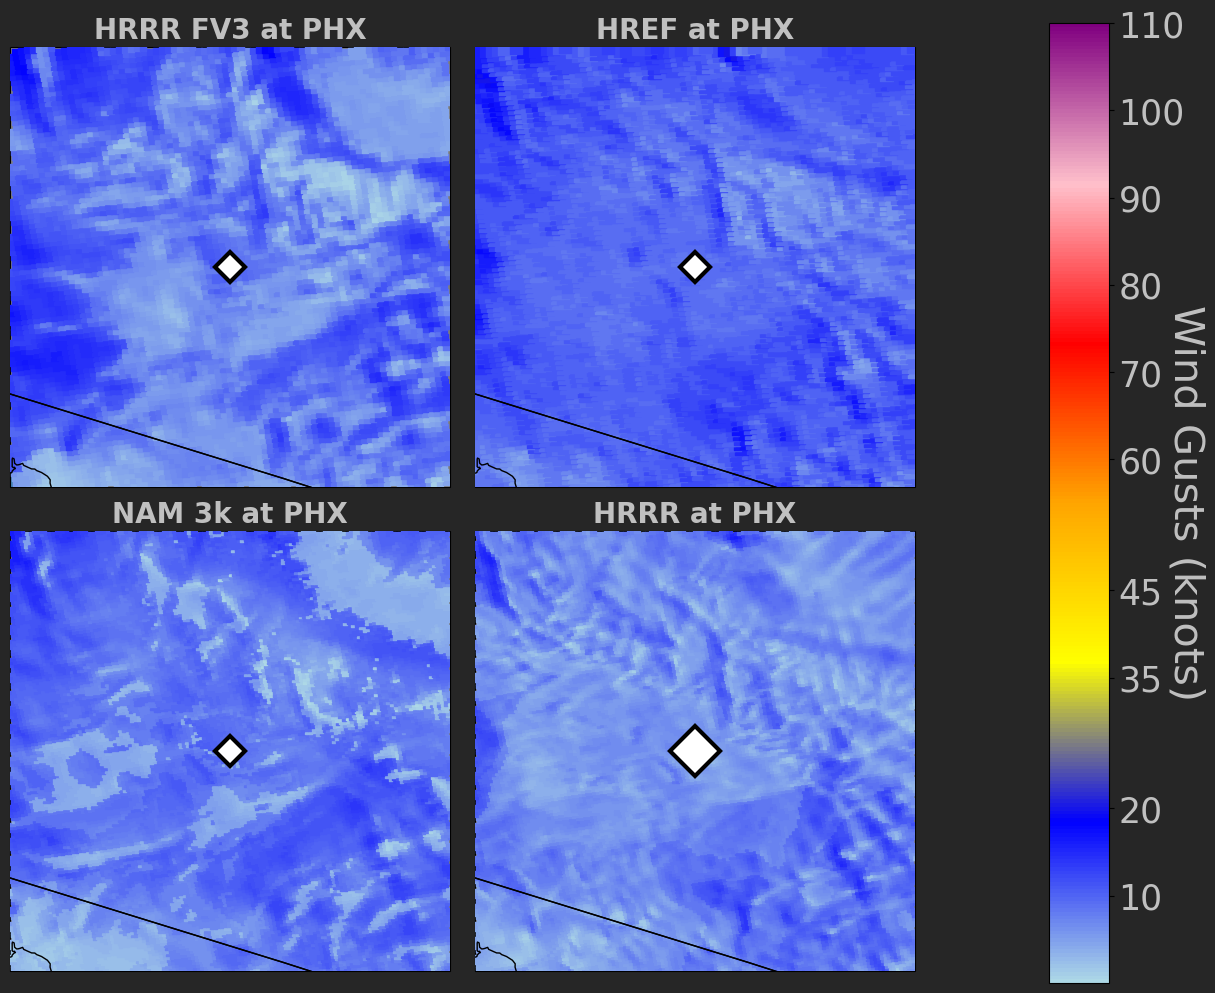 HRRR FV3 at PHX
HREF at PHX
NAM 3k at PHX
HRRR at PHX
110
100
90
80
70
60
45
35
20
10
Wind Gusts (knots)